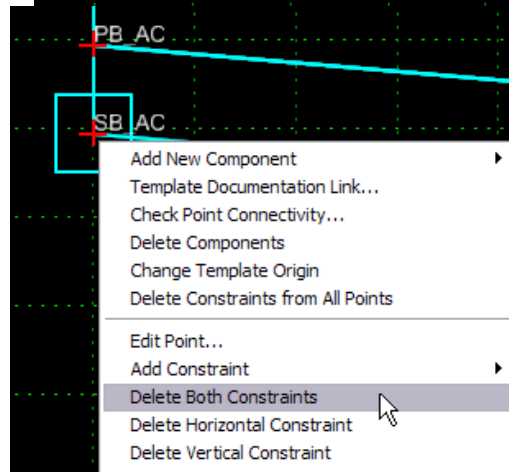 PB_AC
SB_AC
Add New Component
Template Documentation Link...
Check Point Connectivity...
Delete Components
Change Template Origin
Delete Constraints from All Points
Edit Point...
Add Constraint
Delete Both Constraints
Delete Horizontal Constraint
Delete Vertical Constraint